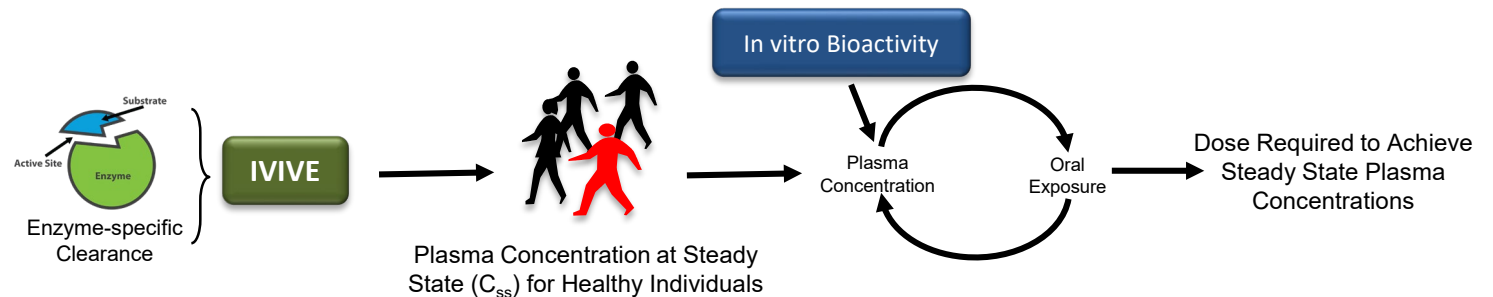 Substrate
Active Site
Enzyme
Enzyme-specific
Clearance
IVIVE
Plasma Concentration at Steady
State (Css) for Healthy Individuals
In vitro Bioactivity
Plasma
Concentration
Oral
Exposure
Dose Required to Achieve
Steady State Plasma
Concentrations